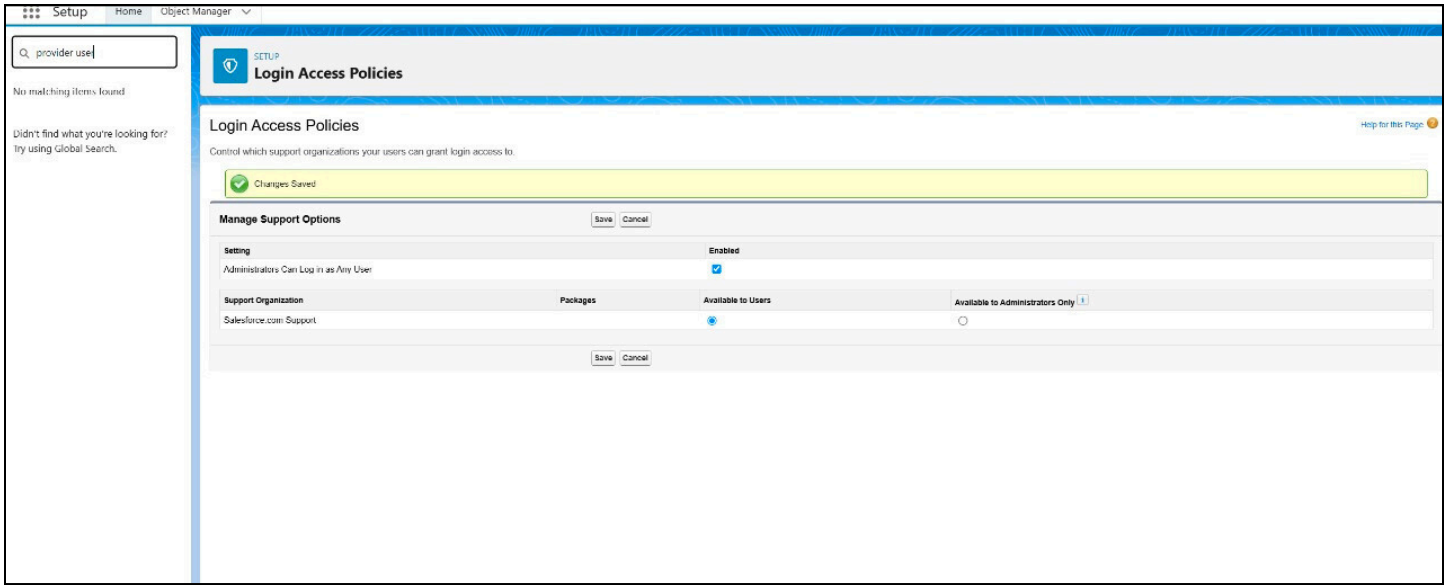 Setup Home Object Manager
provider user
No matching items found
Didn't find what you're looking for?
Try using Global Search.
SETUP
Login Access Policies
Login Access Policies
Help for this Page
Control which support organizations your users can grant login access to.
Changes Saved
Manage Support Options Save Cancel
Setting Enabled
Administrators Can Log in as Any User
Support Organization Packages Available to Users Available to Administrators Only i
Salesforce.com Support
Save Cancel